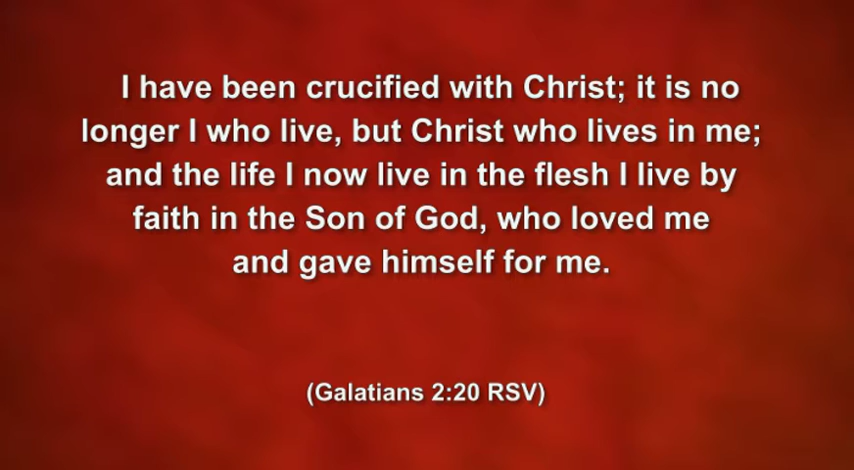 I have been crucified with Christ; it is no
longer I who live, but Christ who lives in me;
and the life I now live in the flesh I live by
faith in the Son of God, who loved me
and gave himself for me.
(Galatians 2:20 RSV)